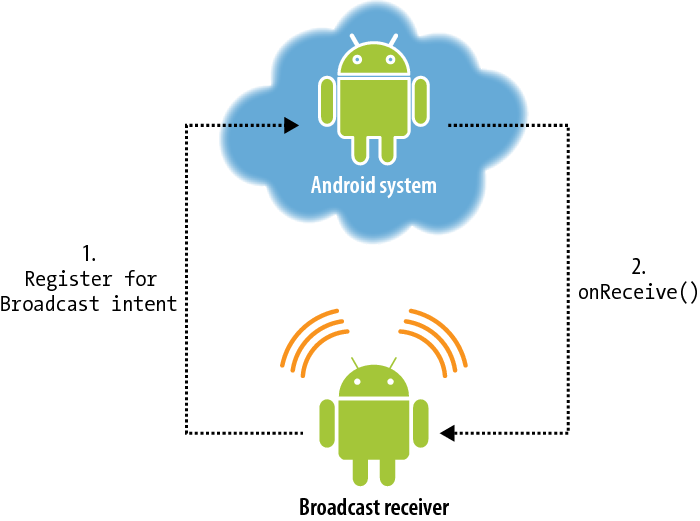 Android system
1.
Register for
Broadcast intent
2.
onReceive()
Broadcast receiver